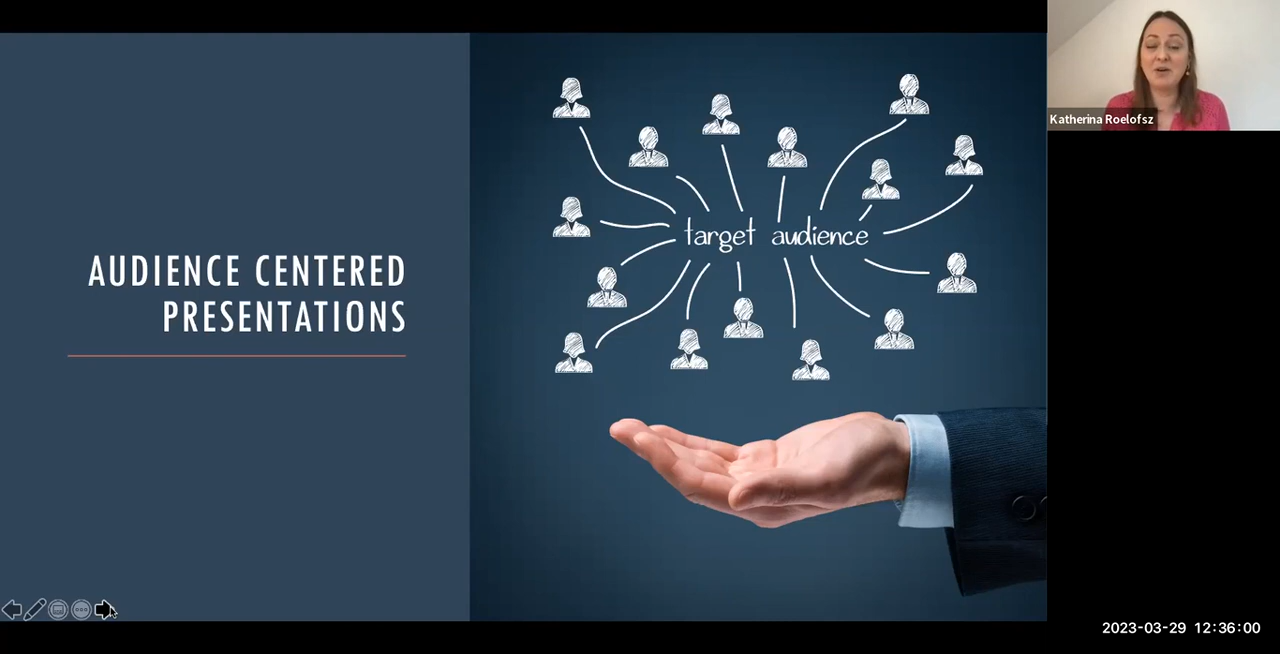 AUDIENCE CENTERED
PRESENTATIONS
target audience
Katherina Roelofsz
2023-03-29 12:36:00